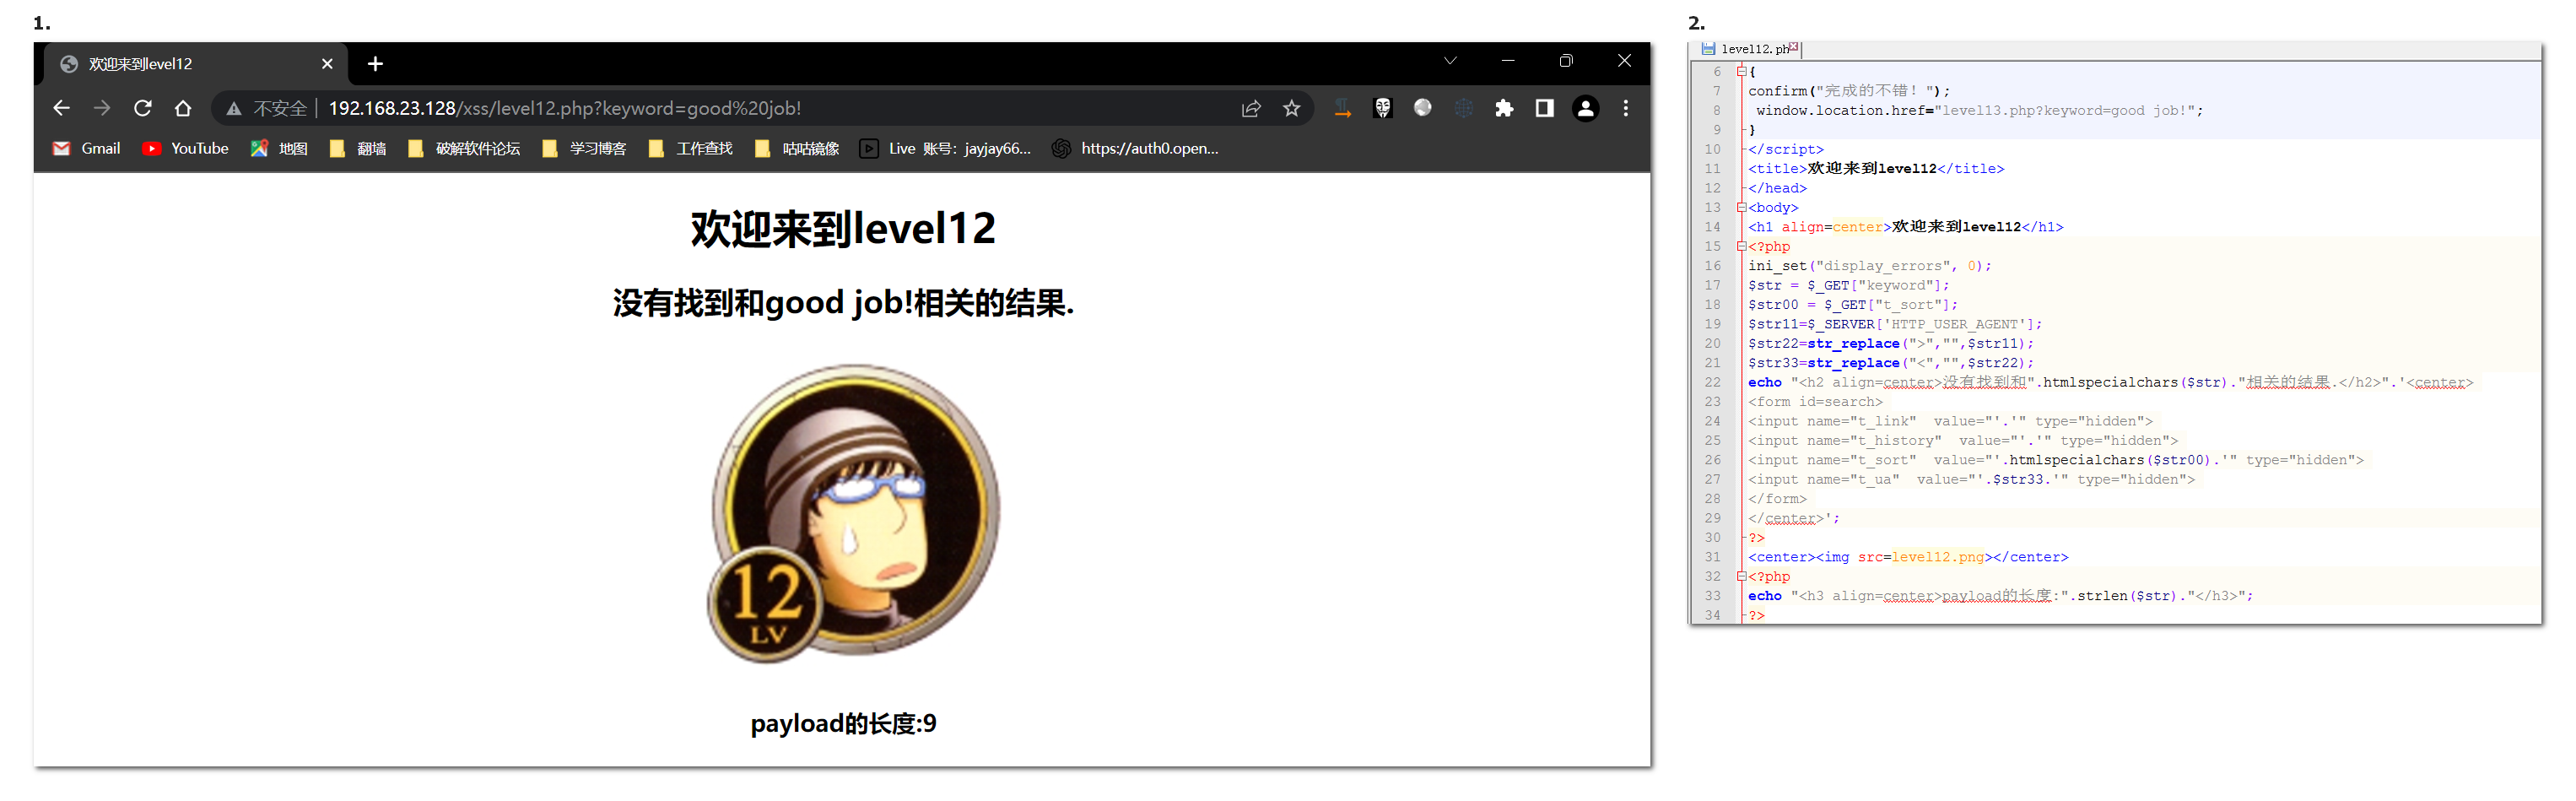 1.
欢迎来到level12
不安全 192.168.23.128/xss/level12.php?keyword=good%20job!
Gmail YouTube 地图 翻墙 破解软件论坛 学习博客 工作查找 咕咕镜像 Live 账号：jayjay66... https://auth0.open...
欢迎来到level12
没有找到和good job!相关的结果.
12
LV
payload的长度:9
2.
level12.ph
6 {
7 confirm("完成的不错！");
8 window.location.href="level13.php?keyword=good job!";
9 }
10 </script>
11 <title>欢迎来到level12</title>
12 </head>
13 <body>
14 <h1 align=center>欢迎来到level12</h1>
15 <?php
16 ini_set("display_errors", 0);
17 $str = $_GET["keyword"];
18 $str00 = $_GET["t_sort"];
19 $str11=$_SERVER['HTTP_USER_AGENT'];
20 $str22=str_replace(">","",$str11);
21 $str33=str_replace("<","",$str22);
22 echo "<h2 align=center>没有找到和".htmlspecialchars($str)."相关的结果.</h2>".'<center>
23 <form id=search>
24 <input name="t_link"  value="'.'" type="hidden">
25 <input name="t_history"  value="'.'" type="hidden">
26 <input name="t_sort"  value="'.htmlspecialchars($str00).'" type="hidden">
27 <input name="t_ua"  value="'.$str33.'" type="hidden">
28 </form>
29 </center>';
30 ?>
31 <center><img src=level12.png></center>
32 <?php
33 echo "<h3 align=center>payload的长度:".strlen($str)."</h3>";
34 ?>